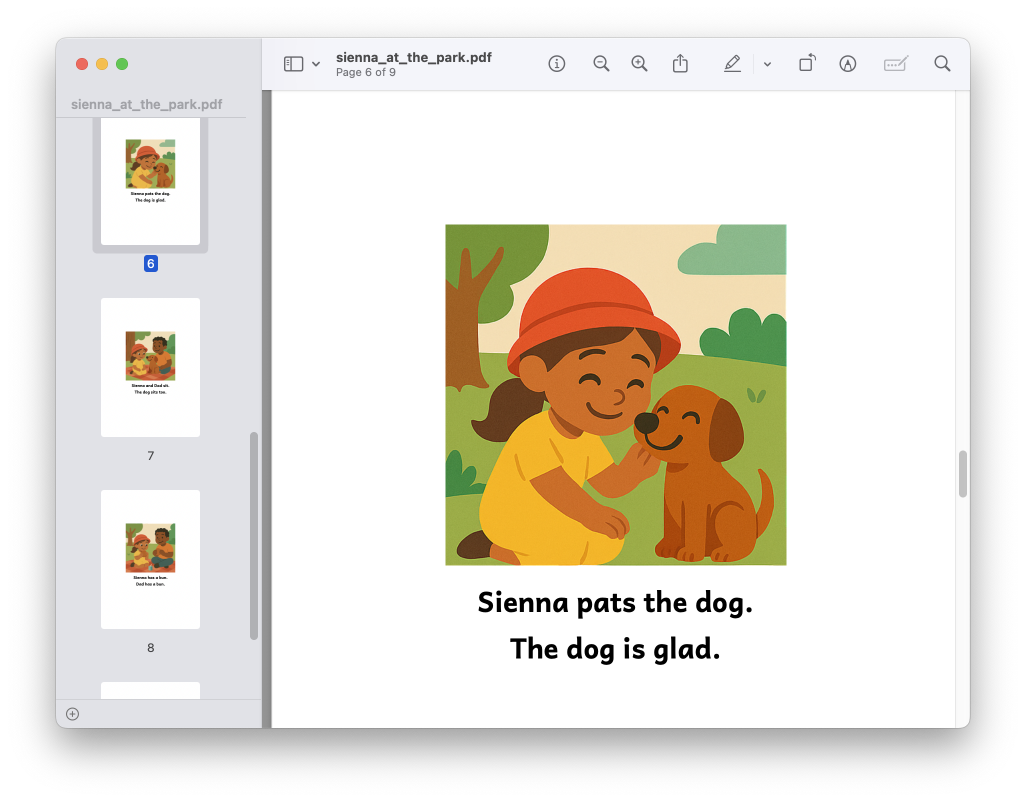 sienna_at_the_park.pdf
Page 6 of 9
sienna_at_the_park.pdf
Sienna pats the dog.
The dog is glad.
6
Sienna and Dad sit.
The dog sits too.
7
Sienna has a bun.
Dad has a bun.
8
Sienna pats the dog.
The dog is glad.